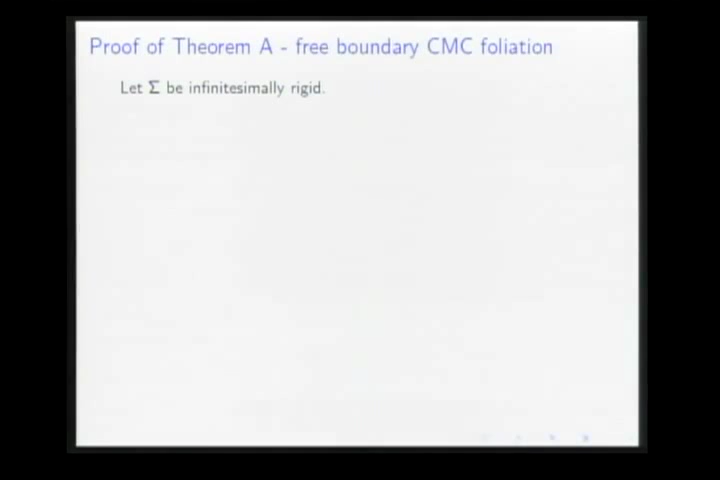 Proof of Theorem A - free boundary CMC foliation
Let Σ be infinitesimally rigid.